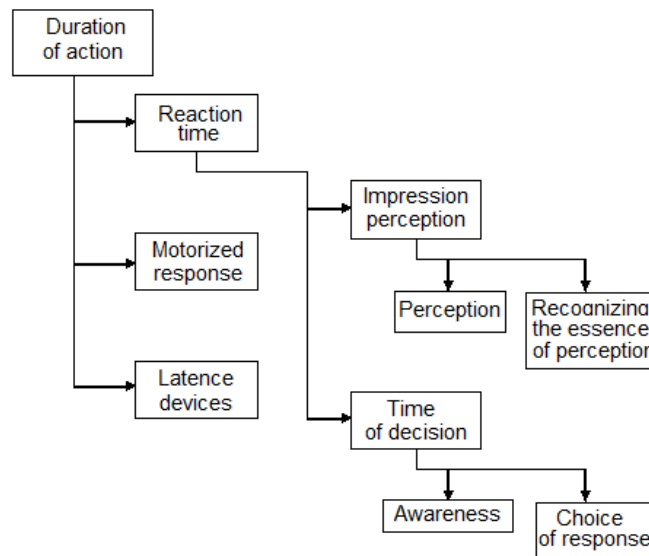 Duration
of action
Reaction
time
Impression
perception
Motorized
response
Perception
Recognizing
the essence
of perception
Latence
devices
Time
of decision
Awareness
Choice
of response